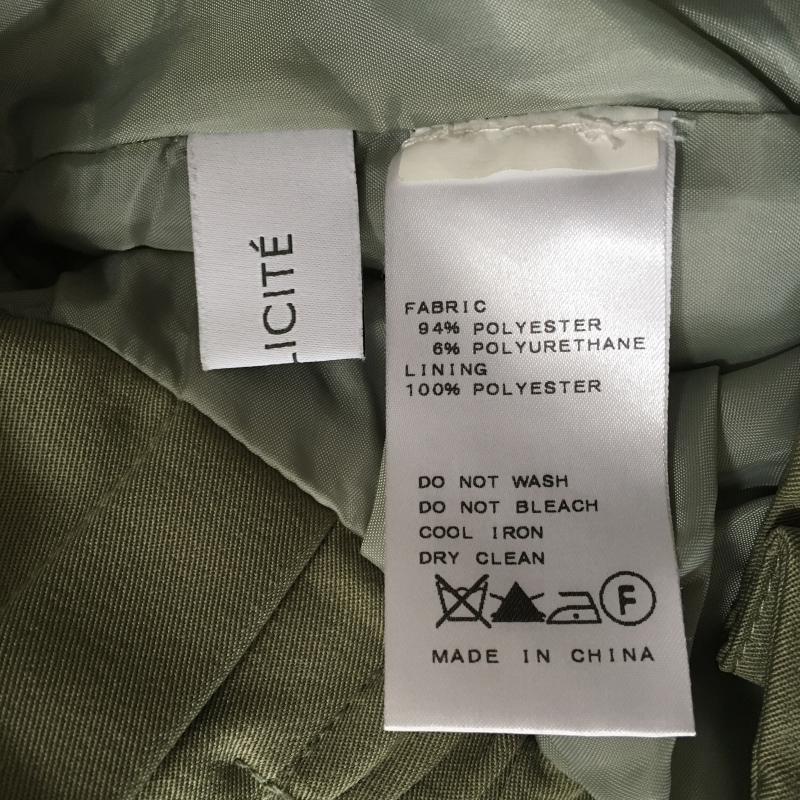 LICITÉ
FABRIC
94% POLYESTER
6% POLYURETHANE
LINING
100% POLYESTER
DO NOT WASH
DO NOT BLEACH
COOL IRON
DRY CLEAN
F
MADE IN CHINA